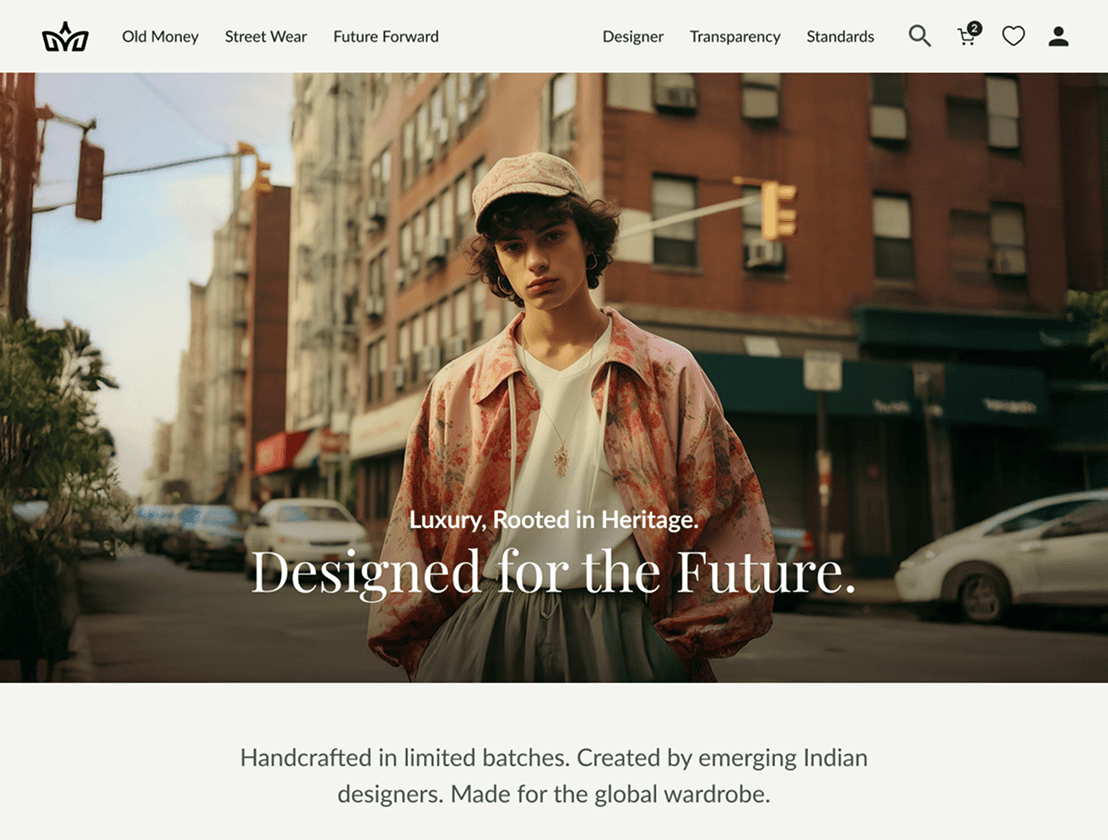 Old Money Street Wear Future Forward Designer Transparency Standards 2
Luxury, Rooted in Heritage.
Designed for the Future.
Handcrafted in limited batches. Created by emerging Indian
designers. Made for the global wardrobe.